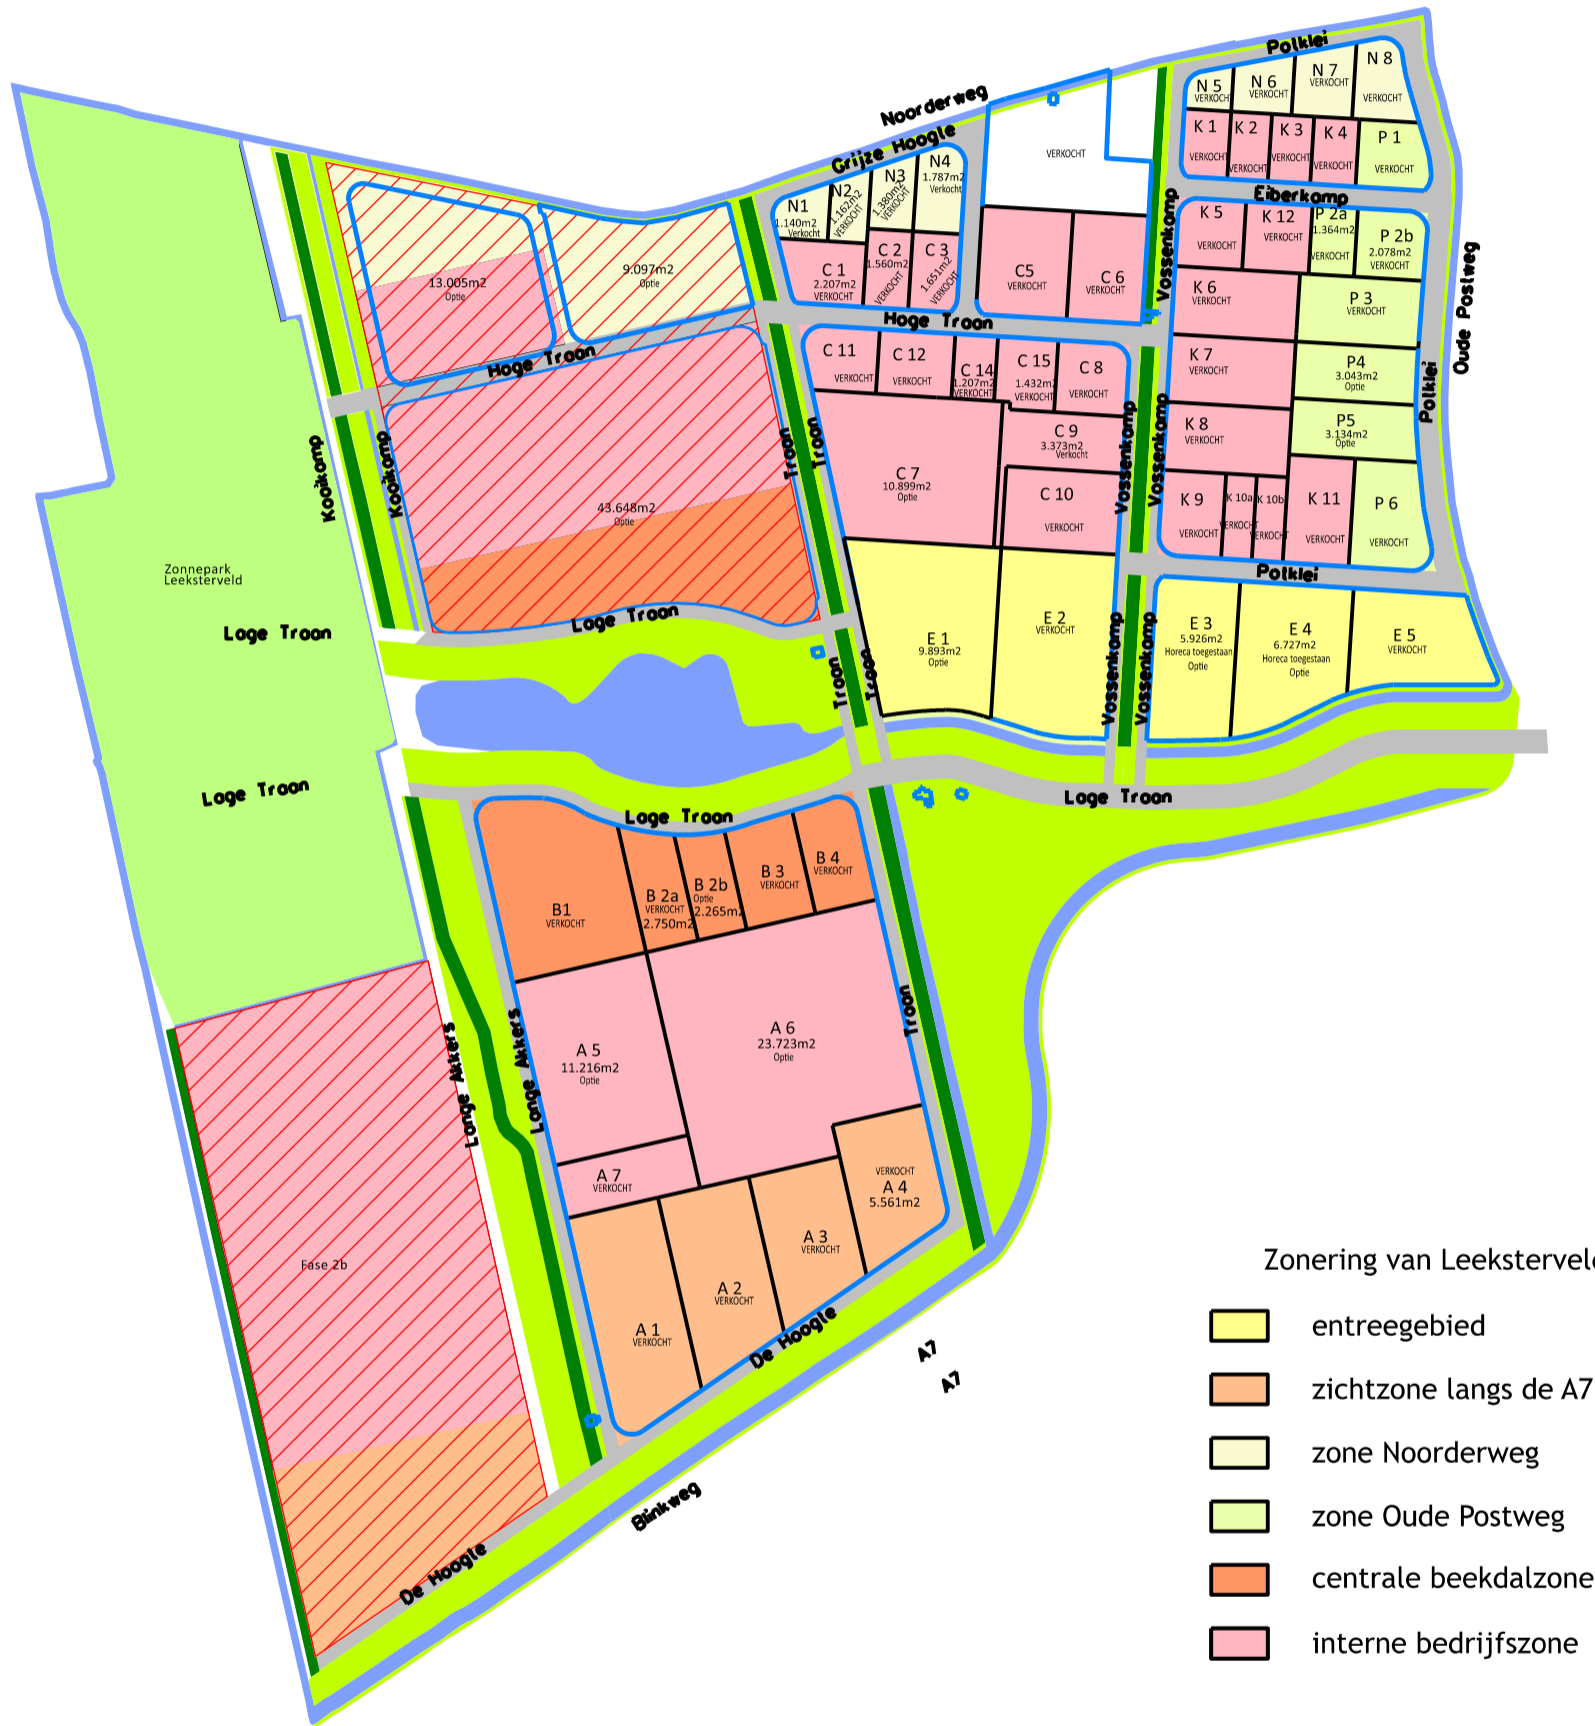 Polklei
Noorderweg
Grijze Hoogle
N 5
VERKOCHT
N 6
VERKOCHT
N 7
VERKOCHT
N 8
VERKOCHT
K 1
VERKOCHT
K 2
VERKOCHT
K 3
VERKOCHT
K 4
VERKOCHT
P 1
VERKOCHT
VERKOCHT
N1
1.140m2
Verkocht
N2
1.162m2
VERKOCHT
N3
1.380m2
VERKOCHT
N4
1.787m2
Verkocht
C 1
2.207m2
VERKOCHT
C 2
1.560m2
VERKOCHT
C 3
1.651m2
VERKOCHT
C5
VERKOCHT
C 6
VERKOCHT
Vossenkamp
Eiberkamp
K 5
VERKOCHT
K 12
VERKOCHT
P 2a
1.364m2
VERKOCHT
P 2b
2.078m2
VERKOCHT
Oude Postweg
K 6
VERKOCHT
P 3
VERKOCHT
13.005m2
Optie
9.097m2
Optie
Hoge Troon
Hoge Troon
C 11
VERKOCHT
C 12
VERKOCHT
C 14
1.207m2
VERKOCHT
C 15
1.432m2
VERKOCHT
C 8
VERKOCHT
K 7
VERKOCHT
P4
3.043m2
Optie
Polklei
K 8
VERKOCHT
P5
3.134m2
Optie
Kooikamp
Kooikamp
Troon
Troon
C 9
3.373m2
Verkocht
Vossenkamp
Vossenkamp
C 7
10.899m2
Optie
C 10
VERKOCHT
K 9
VERKOCHT
K 10a
VERKOCHT
K 10b
VERKOCHT
K 11
VERKOCHT
P 6
VERKOCHT
43.648m2
Optie
Zonnepark
Leeksterveld
Polklei
Loge Troon
Loge Troon
E 1
9.893m2
Optie
E 2
VERKOCHT
E 3
5.926m2
Horeca toegestaan
Optie
E 4
6.727m2
Horeca toegestaan
Optie
E 5
VERKOCHT
Troon
Troon
Vossenkamp
Vossenkamp
Loge Troon
Loge Troon
Loge Troon
B1
VERKOCHT
B 2a
VERKOCHT
2.750m2
B 2b
Optie
2.265m2
B 3
VERKOCHT
B 4
VERKOCHT
Troon
A 5
11.216m2
Optie
A 6
23.723m2
Optie
Lange Akkers
Lange Akkers
A 7
VERKOCHT
VERKOCHT
A 4
5.561m2
A 3
VERKOCHT
A 2
VERKOCHT
A 1
VERKOCHT
Fase 2b
De Hoogle
A7
A7
Blinkweg
De Hoogle
Zonering van Leeksterveld
entreegebied
zichtzone langs de A7
zone Noorderweg
zone Oude Postweg
centrale beekdalzone
interne bedrijfszone